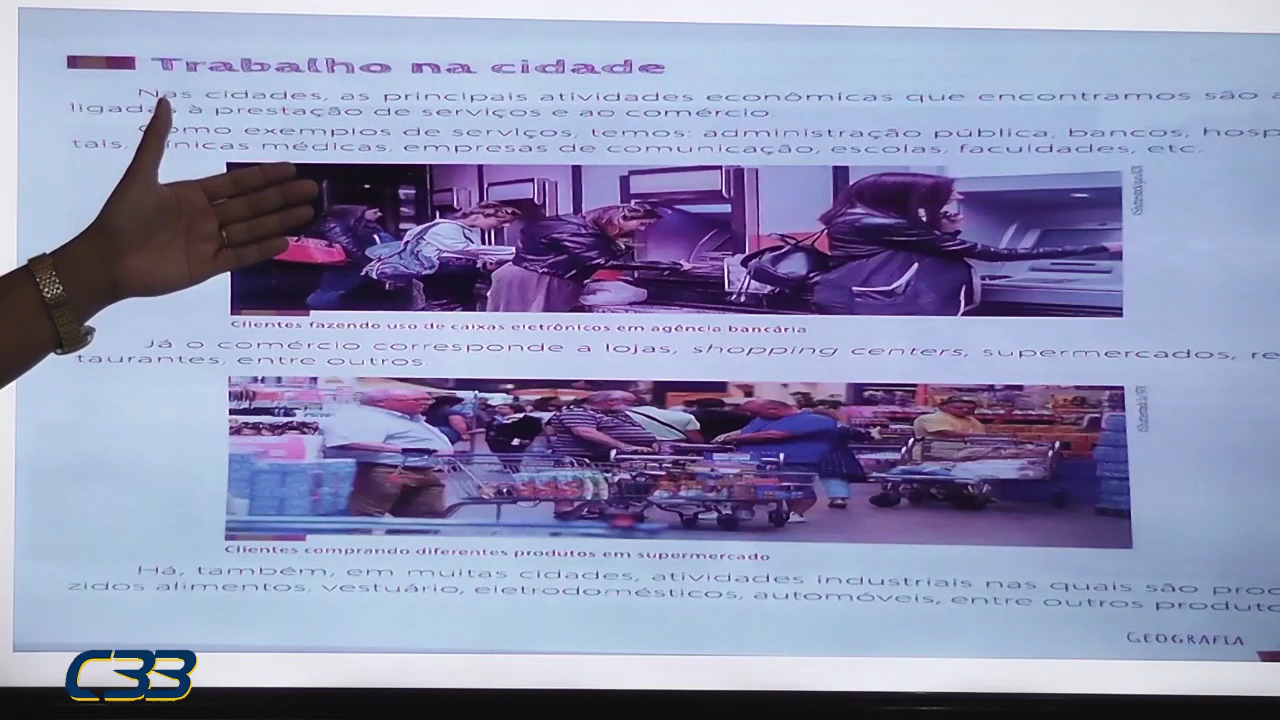 Trabalho na cidade
Nas cidades, as principais atividades econômicas que encontramos são
ligadas à prestação de serviços e ao comércio.
Como exemplos de serviços, temos: administração pública, bancos, hospi
tais, clínicas médicas, empresas de comunicação, escolas, faculdades, etc.
Clientes fazendo uso de caixas eletrônicos em agência bancária
Já o comércio corresponde a lojas, shopping centers, supermercados, re
taurantes, entre outros.
Clientes comprando diferentes produtos em supermercado
Há, também, em muitas cidades, atividades industriais nas quais são prod
zidos alimentos, vestuário, eletrodomésticos, automóveis, entre outros produto
GEOGRAFIA
C33